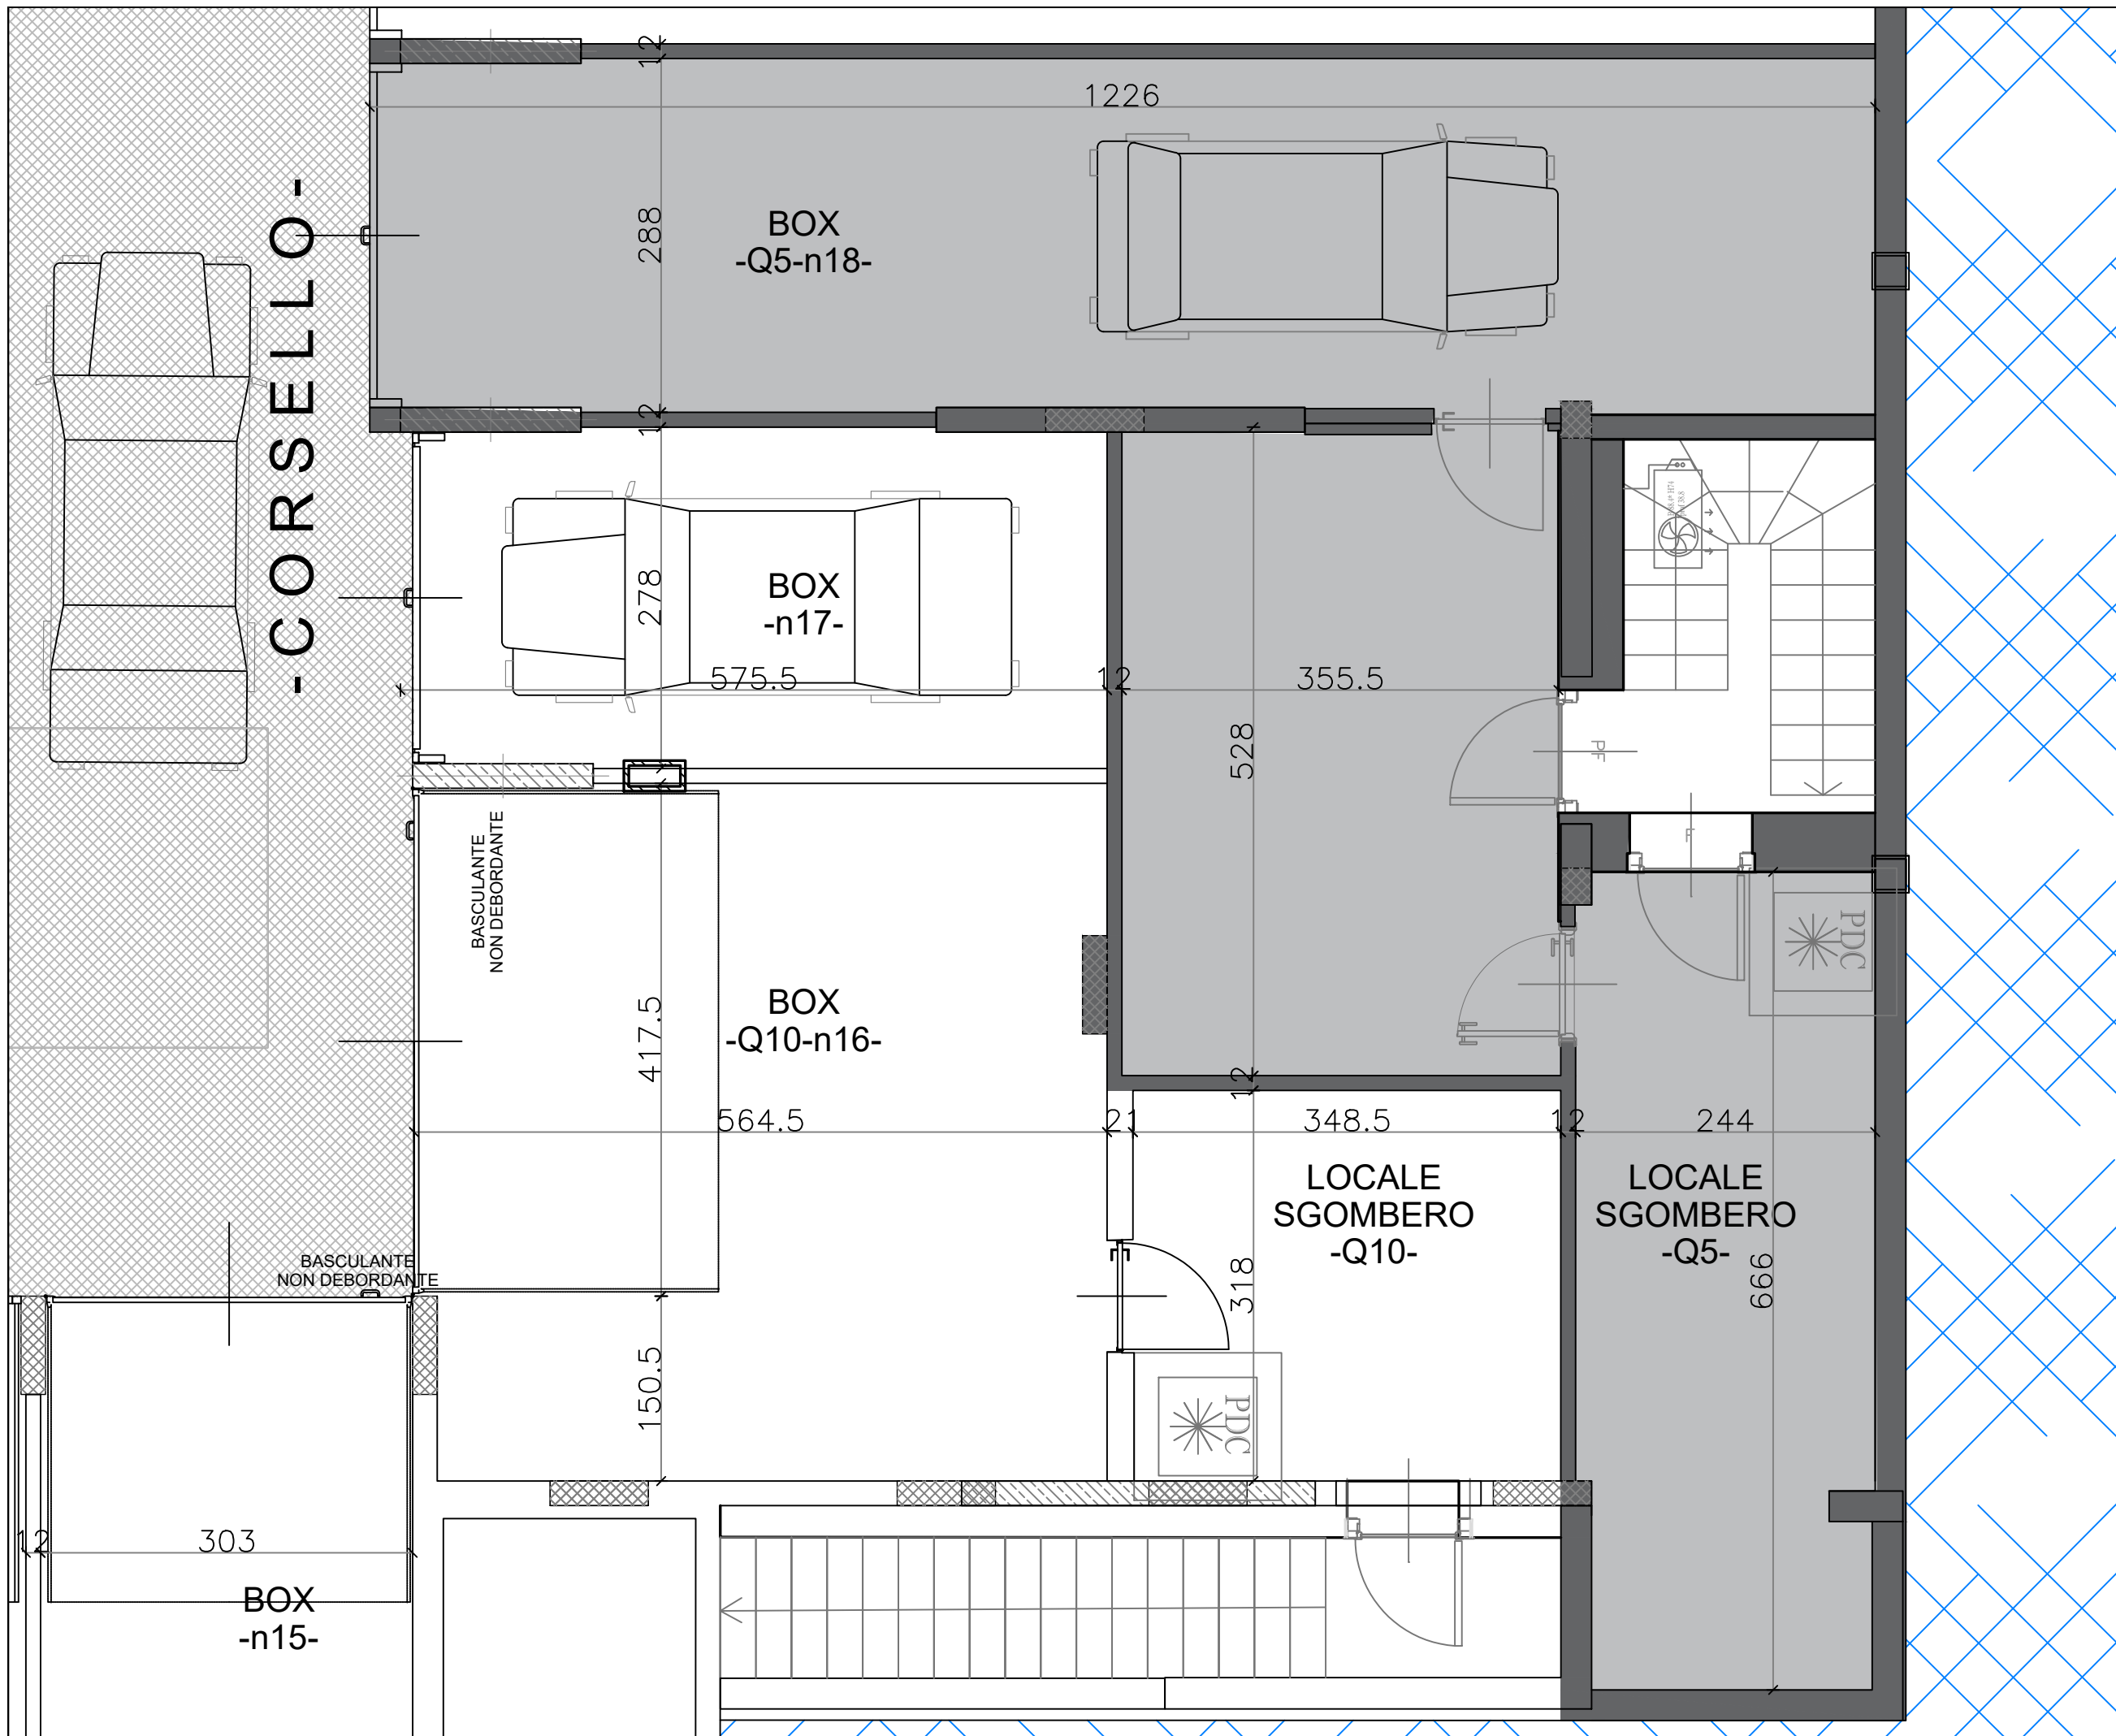 12
1226
-CORSELLO-
288
BOX
-Q5-n18-
12
278
BOX
-n17-
575.5
12
355.5
528
PF
F
BASCULANTE
NON DEBORDANTE
BOX
-Q10-n16-
417.5
PDC
12
564.5
21
348.5
12
244
LOCALE
SGOMBERO
-Q10-
LOCALE
SGOMBERO
-Q5-
318
666
BASCULANTE
NON DEBORDANTE
150.5
PDC
12
303
BOX
-n15-